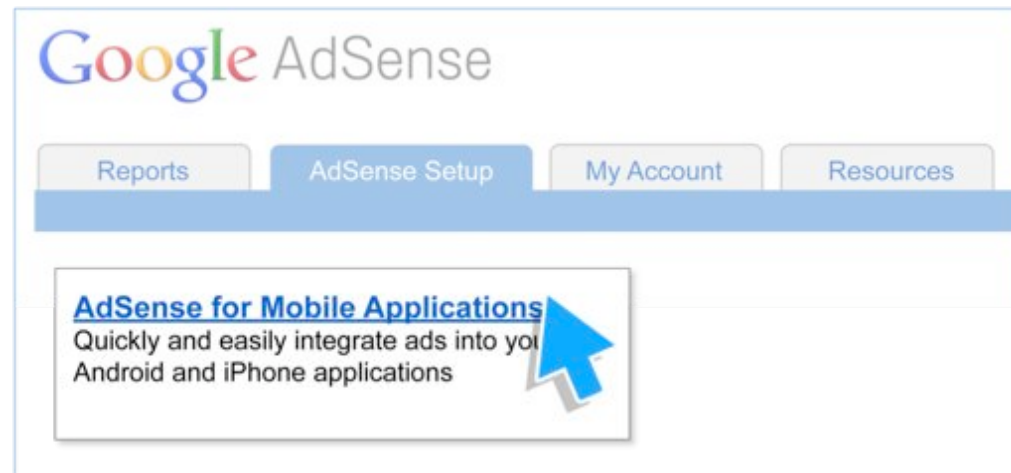 Google AdSense
Reports AdSense Setup My Account Resources
AdSense for Mobile Applications
Quickly and easily integrate ads into
Android and iPhone applications